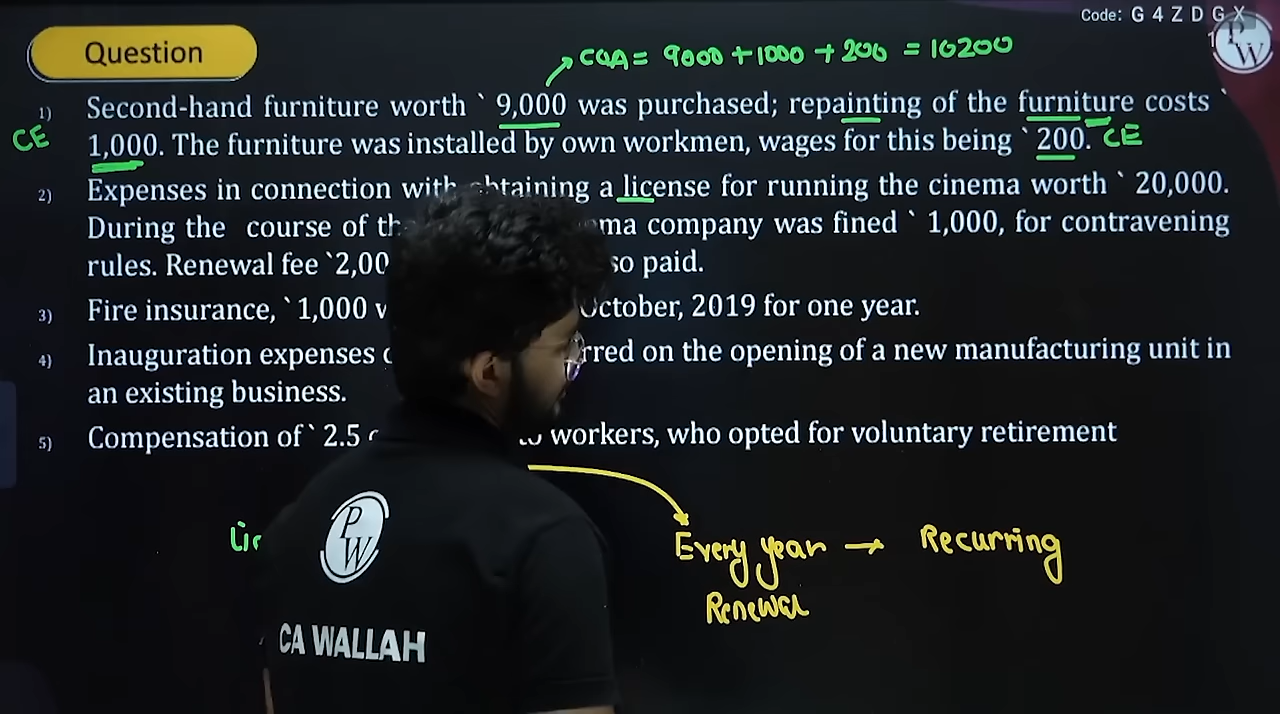 Code: G 4 Z D G X
Question
PW
COA = 9000 + 1000 + 200 = 10200
1) Second-hand furniture worth ` 9,000 was purchased; repainting of the furniture costs `
CE 1,000. The furniture was installed by own workmen, wages for this being ` 200. CE
2) Expenses in connection with obtaining a license for running the cinema worth ` 20,000.
During the course of company was fined ` 1,000, for contravening
rules. Renewal fee `2,00 paid.
3) Fire insurance, ` 1,000 October, 2019 for one year.
4) Inauguration expenses on the opening of a new manufacturing unit in
an existing business.
5) Compensation of ` 2.5 workers, who opted for voluntary retirement
Every year → Recurring
Renewal
PW
CA WALLAH